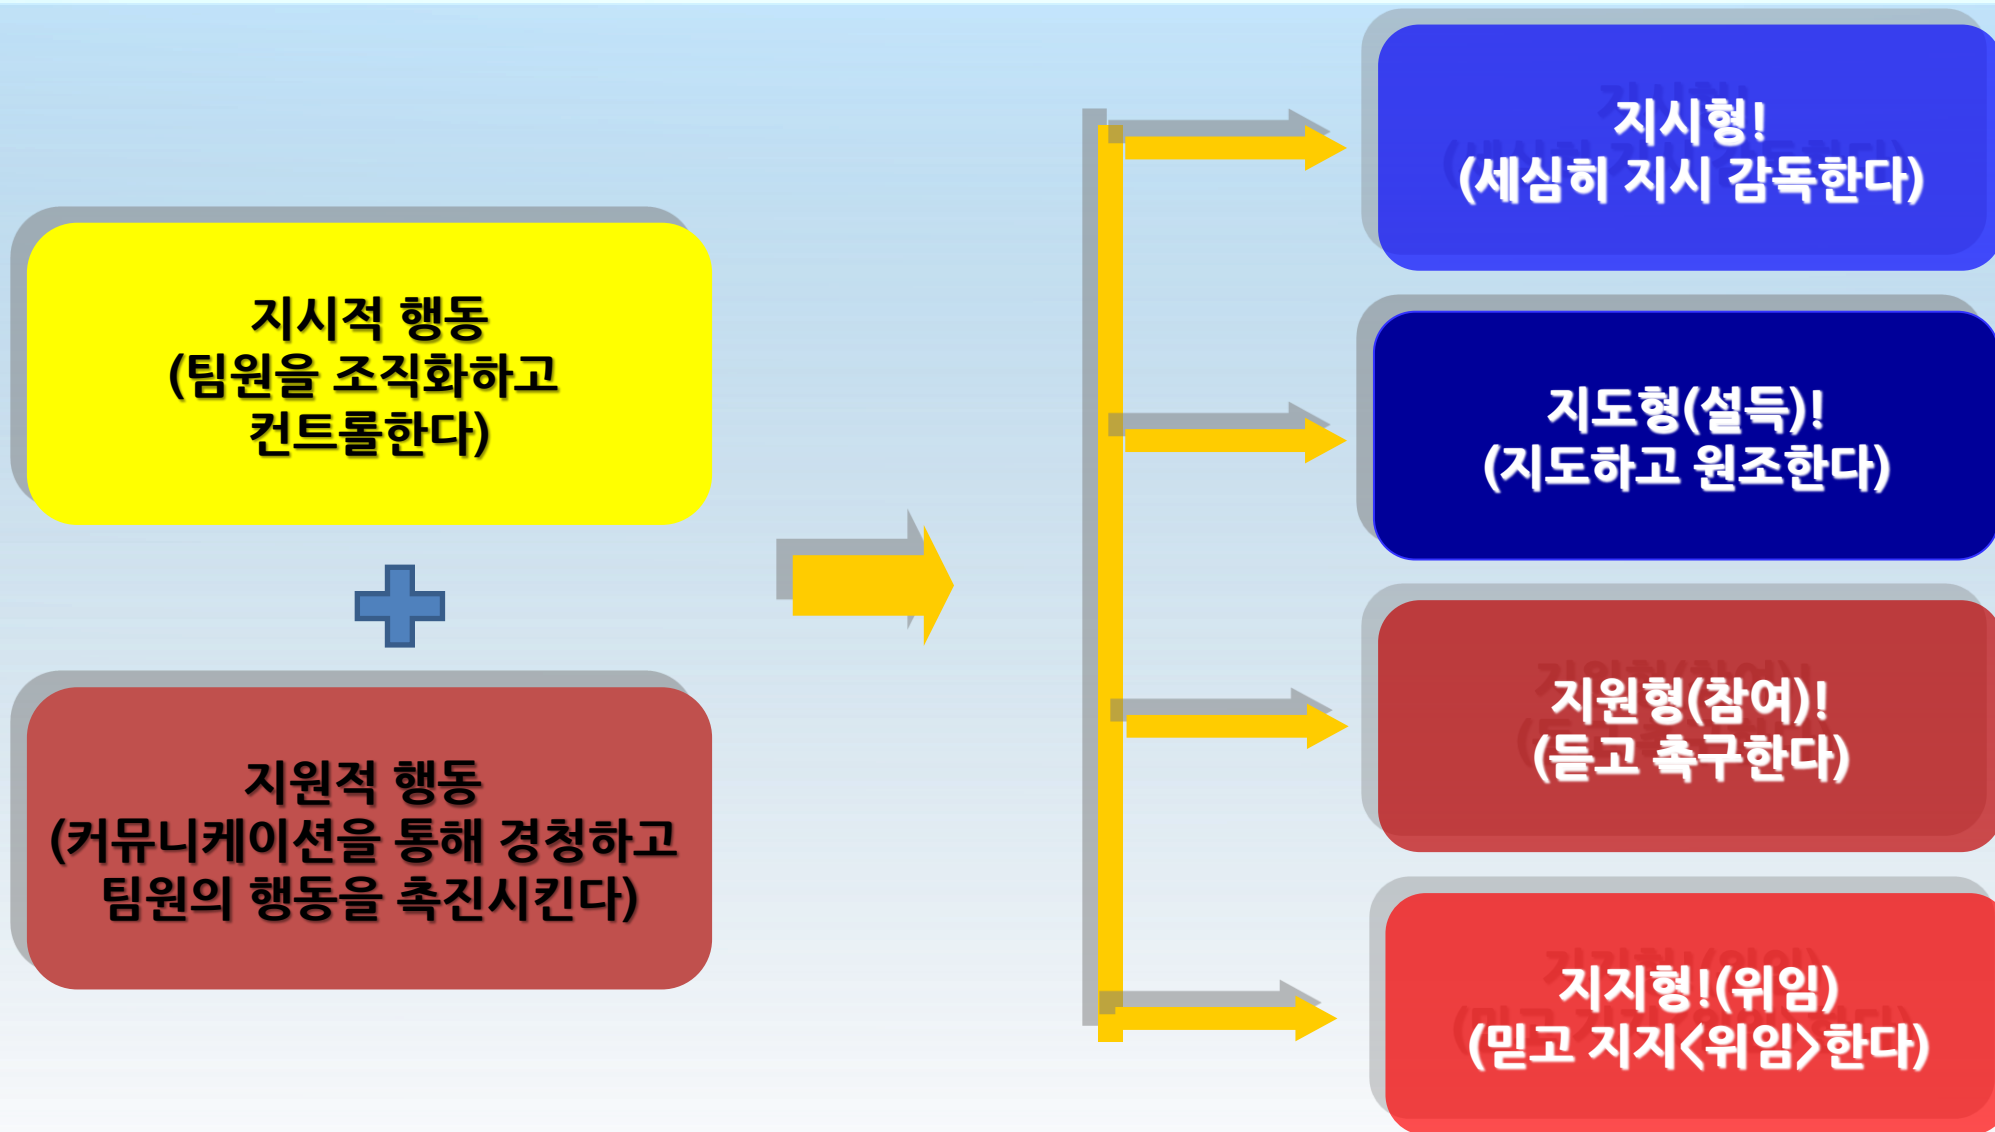 지시적 행동
(팀원을 조직화하고
컨트롤한다)
지원적 행동
(커뮤니케이션을 통해 경청하고
팀원의 행동을 촉진시킨다)
지시형!
(세심히 지시 감독한다)
지도형(설득)!
(지도하고 원조한다)
지원형(참여)!
(듣고 촉구한다)
지지형!(위임)
(믿고 지지<위임>한다)